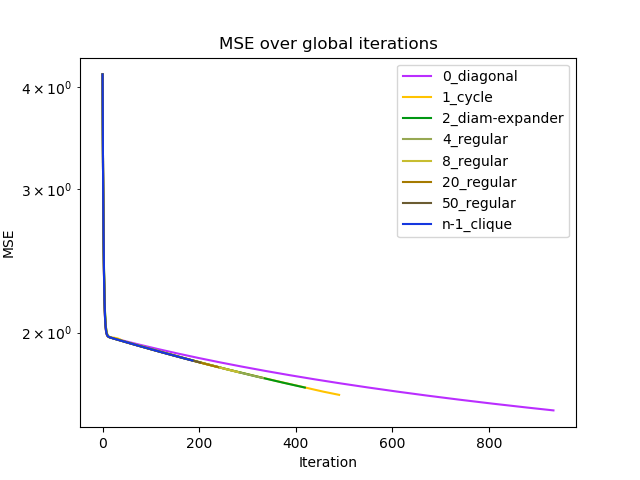 MSE over global iterations
4 × 10⁰
3 × 10⁰
2 × 10⁰
MSE
0_diagonal
1_cycle
2_diam-expander
4_regular
8_regular
20_regular
50_regular
n-1_clique
0 200 400 600 800
Iteration